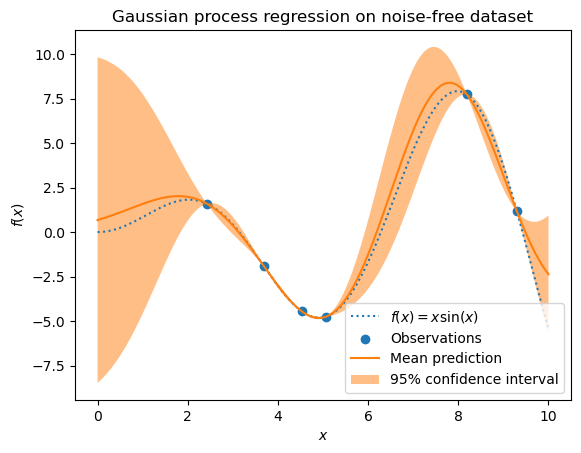 Gaussian process regression on noise-free dataset
10.0
7.5
5.0
2.5
0.0
−2.5
−5.0
−7.5
f(x)
0 2 4 6 8 10
x
f(x) = x sin(x)
Observations
Mean prediction
95% confidence interval